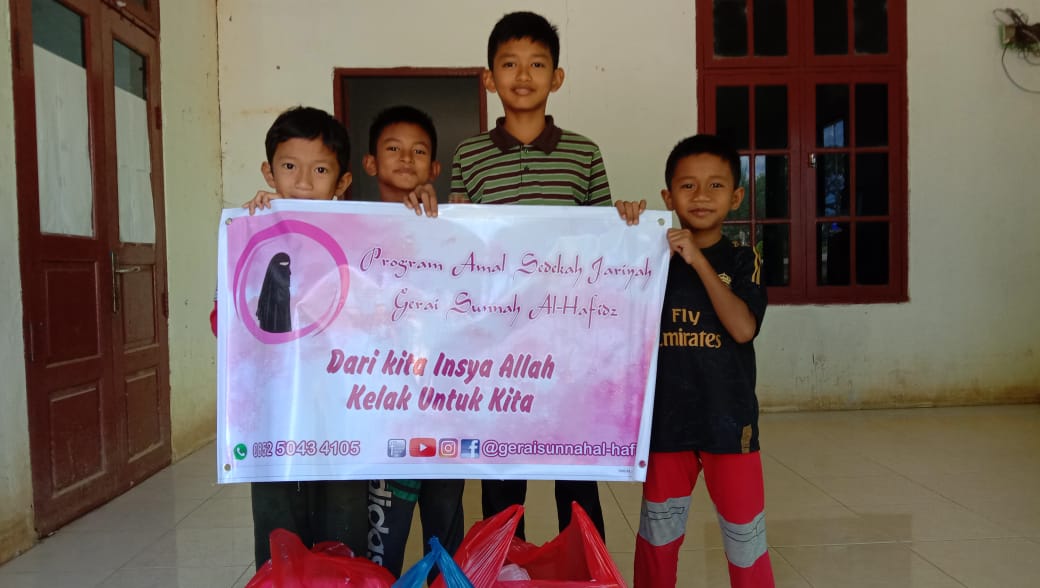 Program Amal Sedekah Jariyah
Gerai Sunnah Al-Hafidz
Dari kita Insya Allah
Kelak Untuk Kita
0852 5043 4105
@geraisunnahal-haf
Fly
Emirates
adidas